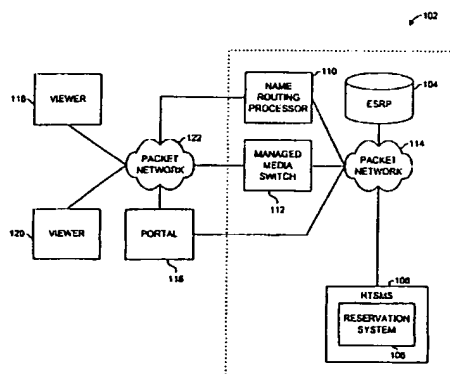 102
110
NAME
ROUTING
PROCESSOR
104
ESRP
118
VIEWER
122
PACKET
NETWORK
MANAGED
MEDIA
SWITCH
112
114
PACKET
NETWORK
120
VIEWER
PORTAL
116
108
HTSMS
RESERVATION
SYSTEM
106